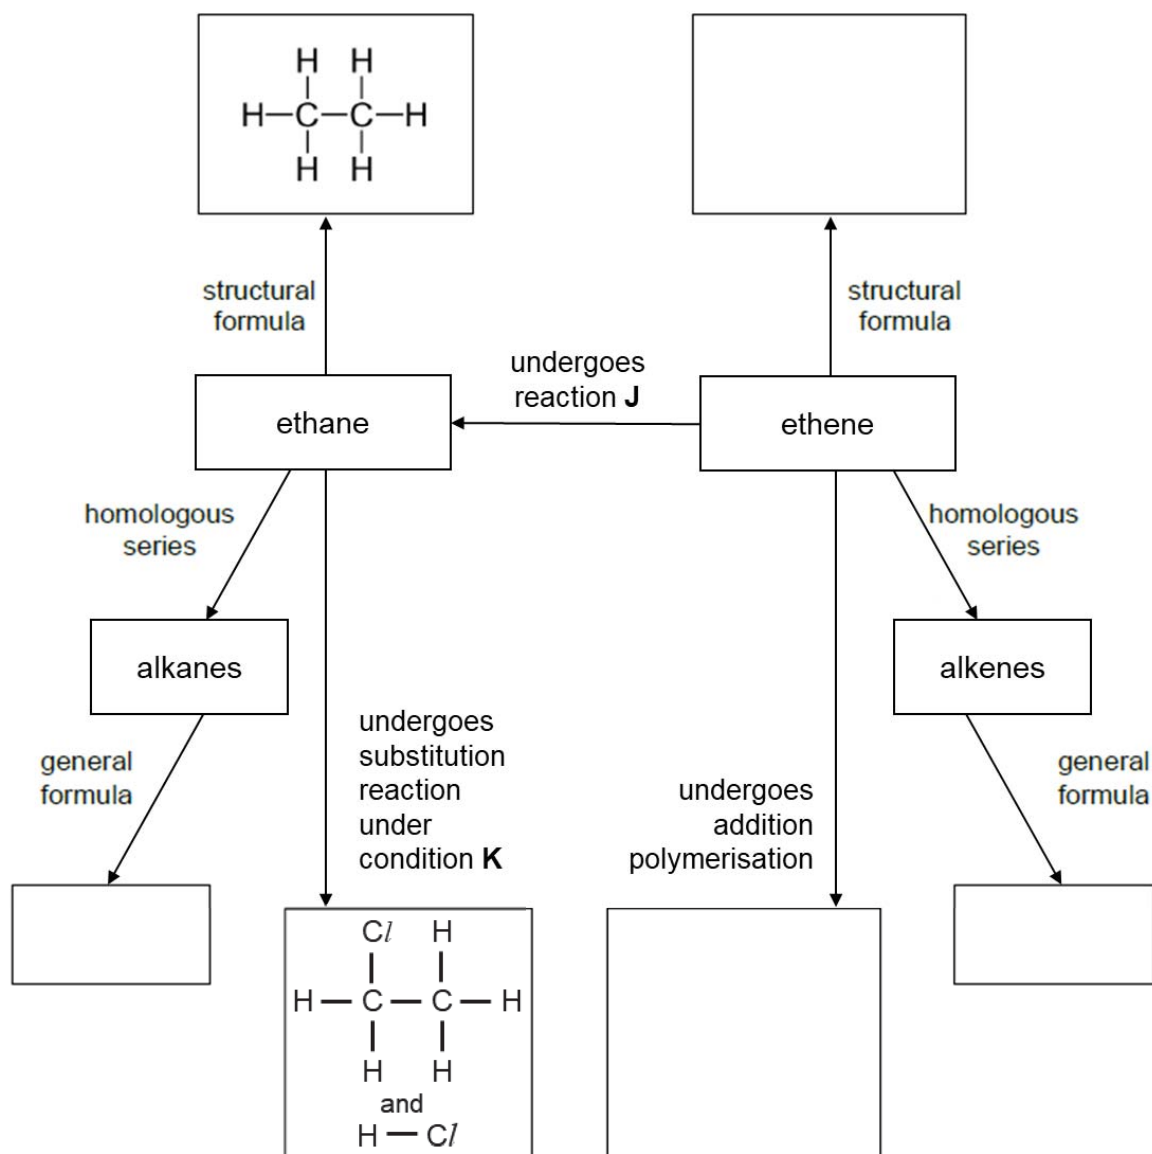 H H
H—C—C—H
H H
structural
formula
structural
formula
undergoes
reaction J
ethane
ethene
homologous
series
homologous
series
alkanes
alkenes
general
formula
undergoes
substitution
reaction
under
condition K
undergoes
addition
polymerisation
general
formula
Cl H
H—C—C—H
H H
and
H—Cl